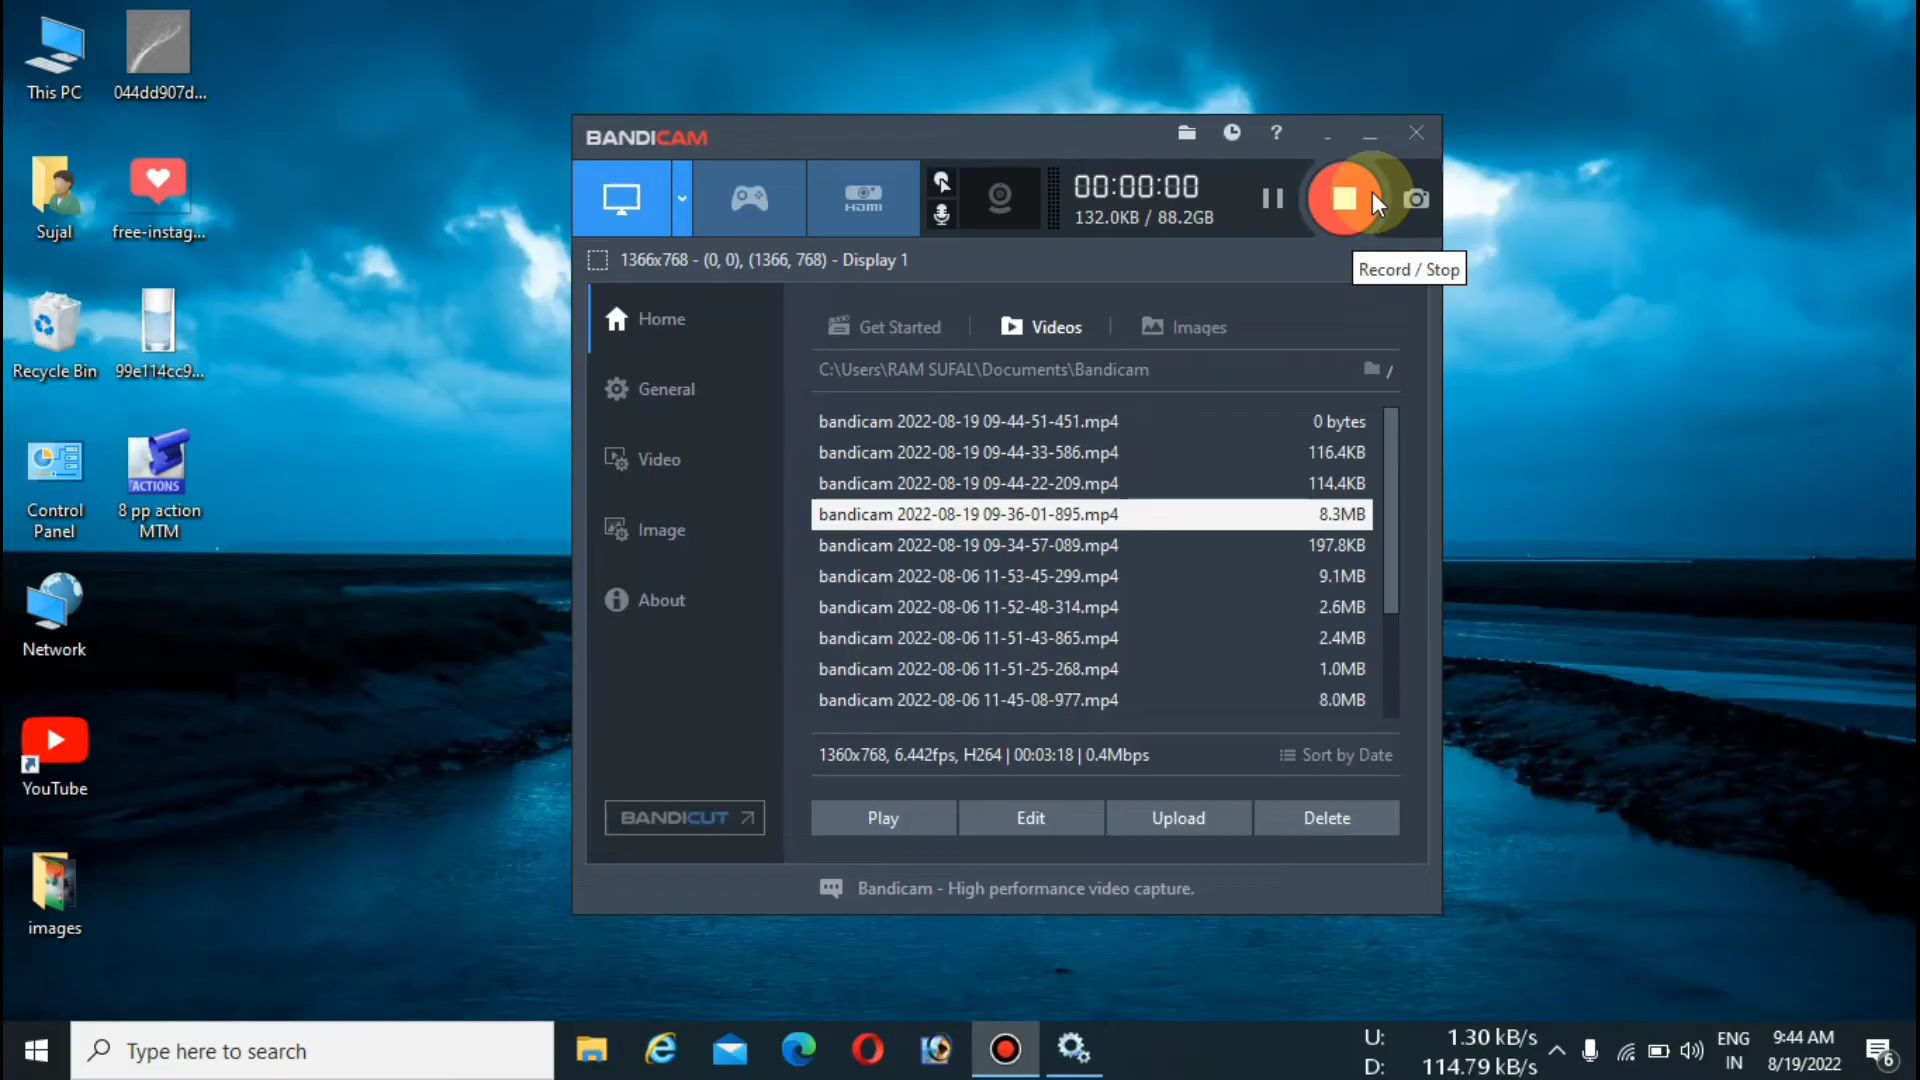 This PC
044dd907d...
Sujal
free-instag...
Recycle Bin
99e114cc9...
Control
Panel
ACTIONS
8 pp action
MTM
Network
YouTube
images
BANDICAM
?
HDMI
00:00:00
132.0KB / 88.2GB
1366x768 - (0, 0), (1366, 768) - Display 1
Record / Stop
Home
General
Video
Image
About
BANDICUT
Get Started
Videos
Images
C:\Users\RAM SUFAL\Documents\Bandicam
/
bandicam 2022-08-19 09-44-51-451.mp4 0 bytes
bandicam 2022-08-19 09-44-33-586.mp4 116.4KB
bandicam 2022-08-19 09-44-22-209.mp4 114.4KB
bandicam 2022-08-19 09-36-01-895.mp4 8.3MB
bandicam 2022-08-19 09-34-57-089.mp4 197.8KB
bandicam 2022-08-06 11-53-45-299.mp4 9.1MB
bandicam 2022-08-06 11-52-48-314.mp4 2.6MB
bandicam 2022-08-06 11-51-43-865.mp4 2.4MB
bandicam 2022-08-06 11-51-25-268.mp4 1.0MB
bandicam 2022-08-06 11-45-08-977.mp4 8.0MB
1360x768, 6.442fps, H264 | 00:03:18 | 0.4Mbps
Sort by Date
Play
Edit
Upload
Delete
Bandicam - High performance video capture.
Type here to search
U: 1.30 kB/s
D: 114.79 kB/s
ENG
IN
9:44 AM
8/19/2022
6